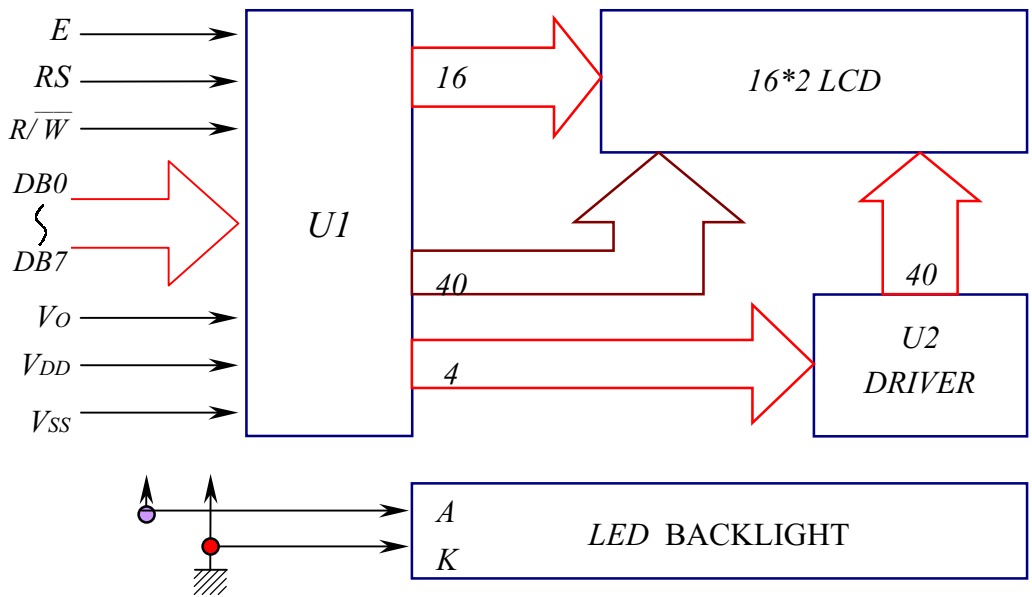 E
RS
R/W̅
DB0
DB7
VO
VDD
VSS
U1
16
40
4
16*2 LCD
40
U2
DRIVER
A
K
LED BACKLIGHT